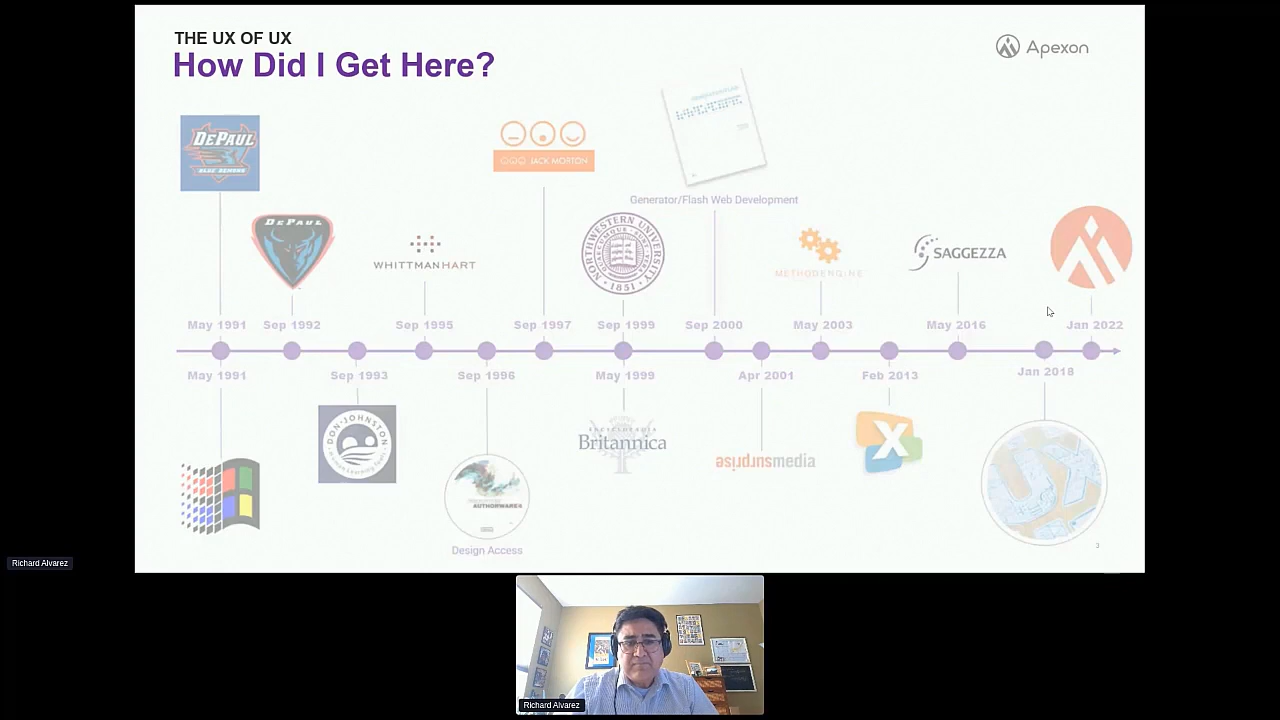 THE UX OF UX
How Did I Get Here?
Apexon
DEPAUL
BLUE DEMONS
JACK MORTON
Generator/Flash Web Development
DEPAUL
WHITTMANHART
NORTHWESTERN UNIVERSITY
1851
METHODENGINE
SAGGEZZA
May 1991
Sep 1992
Sep 1995
Sep 1997
Sep 1999
Sep 2000
May 2003
May 2016
Jan 2022
May 1991
Sep 1993
Sep 1996
May 1999
Apr 2001
Feb 2013
Jan 2018
DON JOHNSTON
AUTHORWARE
Design Access
ENCYCLOPÆDIA
Britannica
surprisemedia
X
UX
3
Richard Alvarez
Richard Alvarez